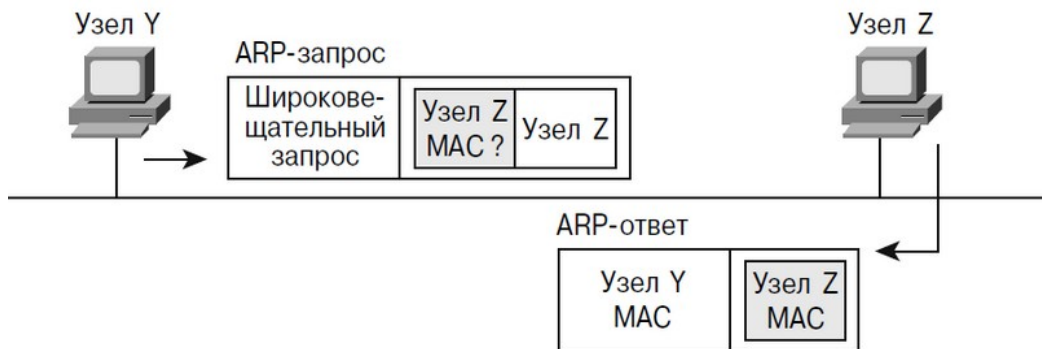 Узел Y
Узел Z
ARP-запрос
Широкове-
щательный
запрос
Узел Z
MAC ?
Узел Z
ARP-ответ
Узел Y
MAC
Узел Z
MAC